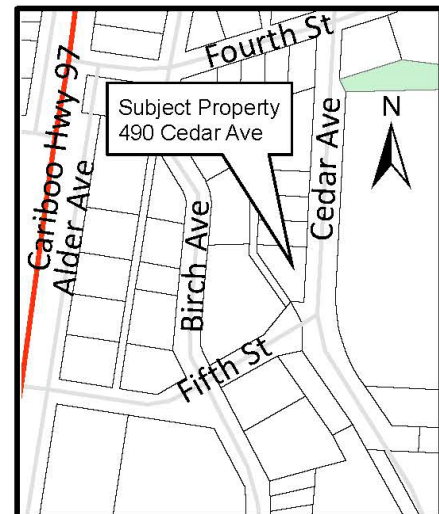 Fourth St
Subject Property
490 Cedar Ave
N
Cariboo Hwy 97
Alder Ave
Birch Ave
Cedar Ave
Fifth St